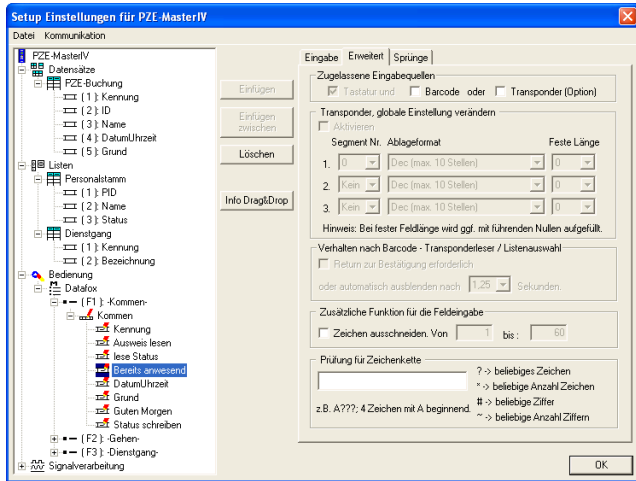 Setup Einstellungen für PZE-MasterIV
Datei Kommunikation
PZE-MasterIV
Datensätze
PZE-Buchung
( 1 ): Kennung
( 2 ): ID
( 3 ): Name
( 4 ): DatumUhrzeit
( 5 ): Grund
Listen
Personalstamm
( 1 ): PID
( 2 ): Name
( 3 ): Status
Dienstgang
( 1 ): Kennung
( 2 ): Bezeichnung
Bedienung
Datafox
( F1 ): -Kommen-
Kommen
Kennung
Ausweis lesen
lese Status
Bereits anwesend
DatumUhrzeit
Grund
Guten Morgen
Status schreiben
( F2 ): -Gehen-
( F3 ): -Dienstgang-
Signalverarbeitung
Einfügen
Einfügen
zwischen
Löschen
Info Drag&Drop
Eingabe Erweitert Sprünge
Zugelassene Eingabequellen
Tastatur und Barcode oder Transponder (Option)
Transponder, globale Einstellung verändern
Aktivieren
Segment Nr. Ablageformat Feste Länge
1. 0 Dec (max. 10 Stellen) 0
2. Kein Dec (max. 10 Stellen) 0
3. Kein Dec (max. 10 Stellen) 0
Hinweis: Bei fester Feldlänge wird ggf. mit führenden Nullen aufgefüllt.
Verhalten nach Barcode - Transponderleser / Listenauswahl
Return zur Bestätigung erforderlich
oder automatisch ausblenden nach 1,25 Sekunden.
Zusätzliche Funktion für die Feldeingabe
Zeichen ausschneiden. Von 1 bis : 60
Prüfung für Zeichenkette
? -> beliebiges Zeichen
* -> beliebige Anzahl Zeichen
# -> beliebige Ziffer
~ -> beliebige Anzahl Ziffern
z.B. A???; 4 Zeichen mit A beginnend.
OK